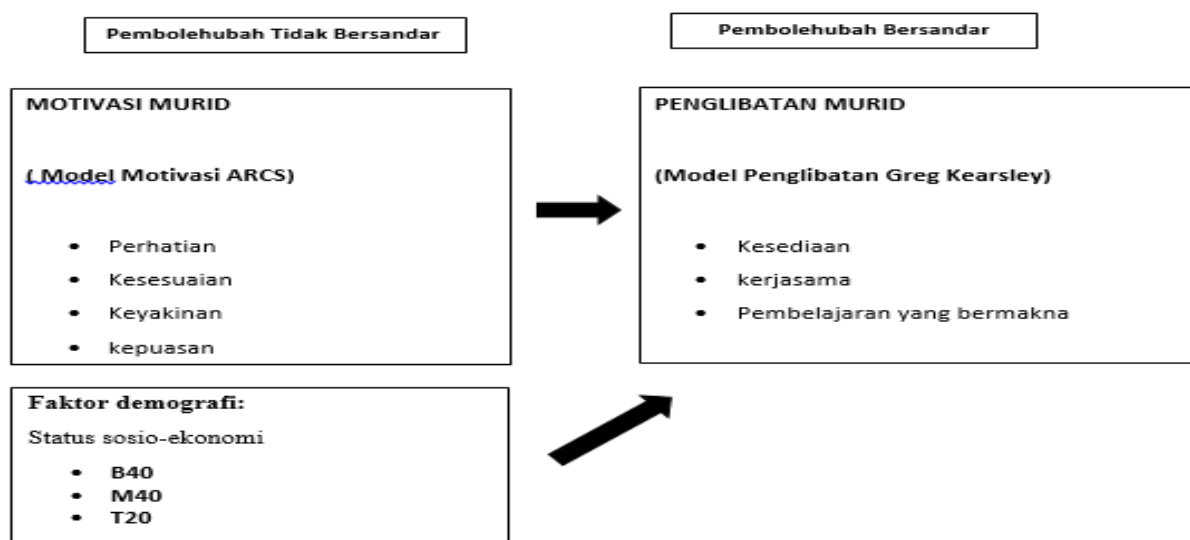 Pembolehubah Tidak Bersandar
Pembolehubah Bersandar
MOTIVASI MURID
( Model Motivasi ARCS)
• Perhatian
• Kesesuaian
• Keyakinan
• kepuasan
PENGLIBATAN MURID
(Model Penglibatan Greg Kearsley)
• Kesediaan
• kerjasama
• Pembelajaran yang bermakna
Faktor demografi:
Status sosio-ekonomi
• B40
• M40
• T20